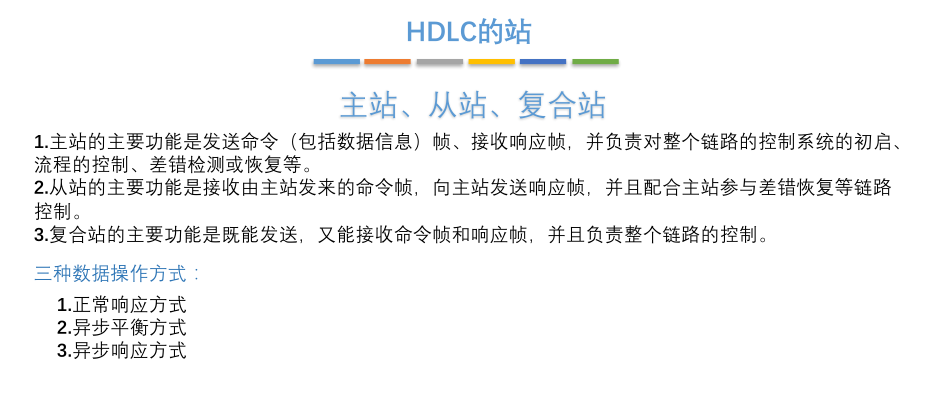 HDLC的站
主站、从站、复合站
1.主站的主要功能是发送命令（包括数据信息）帧、接收响应帧，并负责对整个链路的控制系统的初启、
流程的控制、差错检测或恢复等。
2.从站的主要功能是接收由主站发来的命令帧，向主站发送响应帧，并且配合主站参与差错恢复等链路
控制。
3.复合站的主要功能是既能发送，又能接收命令帧和响应帧，并且负责整个链路的控制。
三种数据操作方式：
1.正常响应方式
2.异步平衡方式
3.异步响应方式